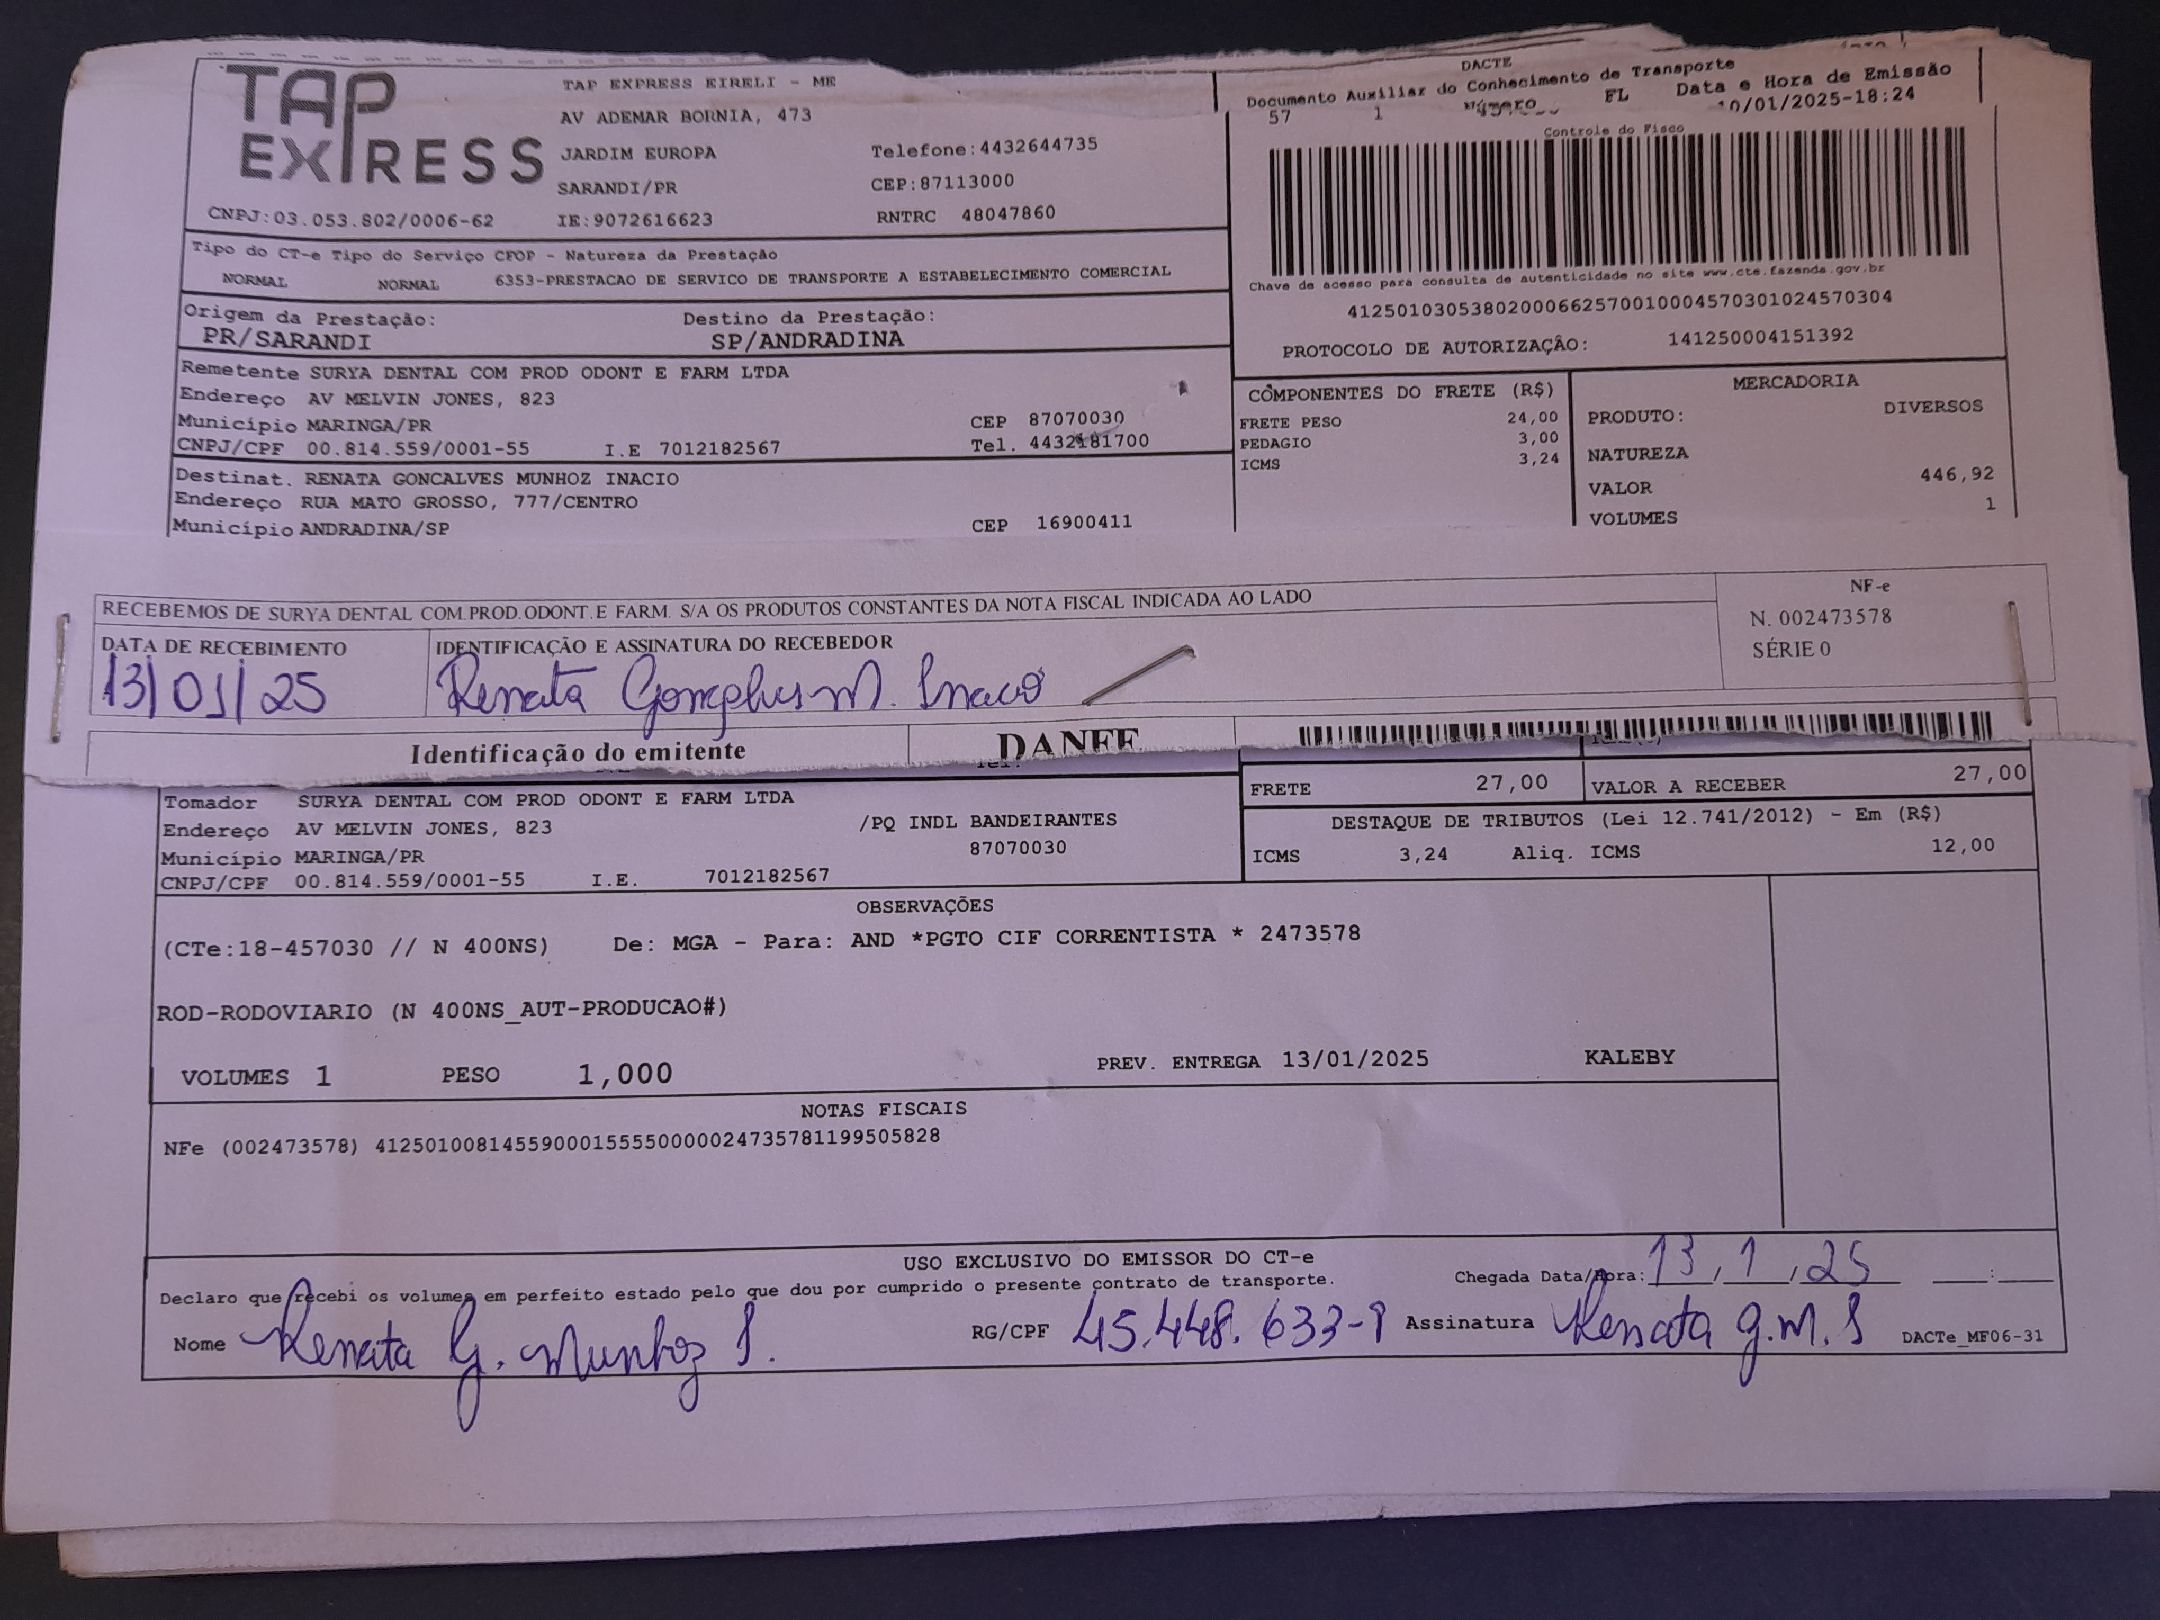 TAP EXPRESS
TAP EXPRESS EIRELI - ME
AV ADEMAR BORNIA, 473
JARDIM EUROPA Telefone:4432644735
SARANDI/PR CEP:87113000
CNPJ:03.053.802/0006-62 IE:9072616623 RNTRC 48047860
DACTE
Documento Auxiliar do Conhecimento de Transporte
57 1 Número FL Data e Hora de Emissão
10/01/2025-18:24
Controle do Fisco
Chave de acesso para consulta de autenticidade no site www.cte.fazenda.gov.br
41250103053802000662570010004570301024570304
PROTOCOLO DE AUTORIZAÇÃO: 141250004151392
Tipo do CT-e Tipo do Serviço CFOP - Natureza da Prestação
NORMAL NORMAL 6353-PRESTACAO DE SERVICO DE TRANSPORTE A ESTABELECIMENTO COMERCIAL
Origem da Prestação: Destino da Prestação:
PR/SARANDI SP/ANDRADINA
Remetente SURYA DENTAL COM PROD ODONT E FARM LTDA
Endereço AV MELVIN JONES, 823
Município MARINGA/PR CEP 87070030
CNPJ/CPF 00.814.559/0001-55 I.E 7012182567 Tel. 4432181700
Destinat. RENATA GONCALVES MUNHOZ INACIO
Endereço RUA MATO GROSSO, 777/CENTRO
Município ANDRADINA/SP CEP 16900411
COMPONENTES DO FRETE (R$)
FRETE PESO 24,00
PEDAGIO 3,00
ICMS 3,24
MERCADORIA
PRODUTO: DIVERSOS
NATUREZA
VALOR 446,92
VOLUMES 1
RECEBEMOS DE SURYA DENTAL COM.PROD.ODONT.E FARM. S/A OS PRODUTOS CONSTANTES DA NOTA FISCAL INDICADA AO LADO
NF-e
N. 002473578
SÉRIE 0
DATA DE RECEBIMENTO IDENTIFICAÇÃO E ASSINATURA DO RECEBEDOR
13/01/25 Renata Gonçalves M. Inacio
Identificação do emitente DANFE
FRETE 27,00 VALOR A RECEBER 27,00
Tomador SURYA DENTAL COM PROD ODONT E FARM LTDA
Endereço AV MELVIN JONES, 823 /PQ INDL BANDEIRANTES
Município MARINGA/PR 87070030
CNPJ/CPF 00.814.559/0001-55 I.E. 7012182567
DESTAQUE DE TRIBUTOS (Lei 12.741/2012) - Em (R$)
ICMS 3,24 Aliq. ICMS 12,00
OBSERVAÇÕES
(CTe:18-457030 // N 400NS) De: MGA - Para: AND *PGTO CIF CORRENTISTA * 2473578
ROD-RODOVIARIO (N 400NS_AUT-PRODUCAO#)
VOLUMES 1 PESO 1,000 PREV. ENTREGA 13/01/2025 KALEBY
NOTAS FISCAIS
NFe (002473578) 41250100814559000155550000024735781199505828
USO EXCLUSIVO DO EMISSOR DO CT-e
Declaro que recebi os volumes em perfeito estado pelo que dou por cumprido o presente contrato de transporte. Chegada Data/Hora: 13/1/25 __:__
Nome Renata G. Munhoz I. RG/CPF 45.448.633-8 Assinatura Renata G.M.I DACTe_MF06-31